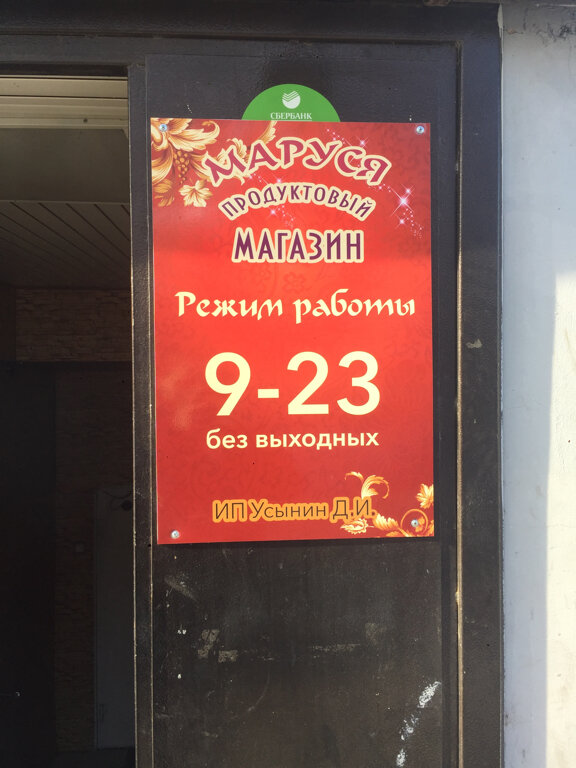 СБЕРБАНК
МАРУСЯ
ПРОДУКТОВЫЙ
МАГАЗИН
Режим работы
9-23
без выходных
ИП Усынин Д.И.